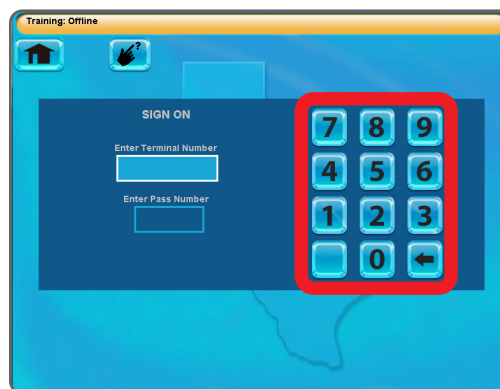 Training: Offline
?
SIGN ON
Enter Terminal Number
Enter Pass Number
7 8 9
4 5 6
1 2 3
0